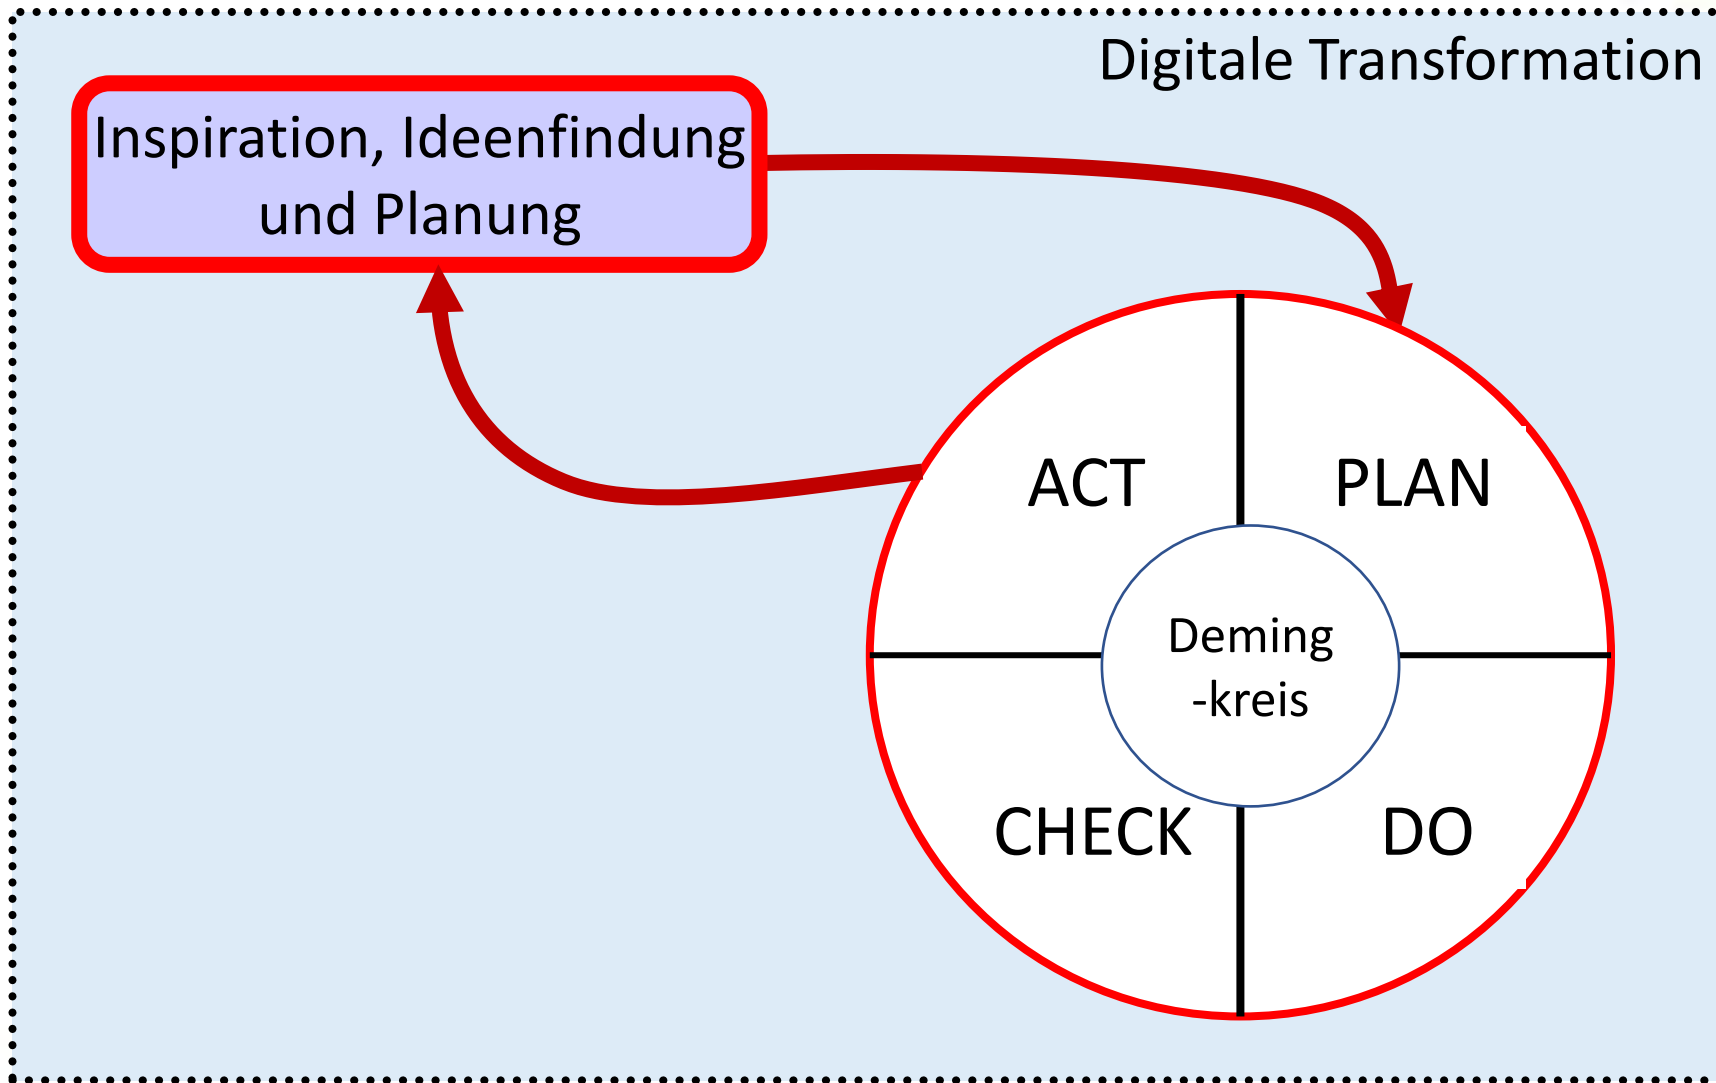 Digitale Transformation
Inspiration, Ideenfindung
und Planung
ACT
PLAN
Deming
-kreis
CHECK
DO